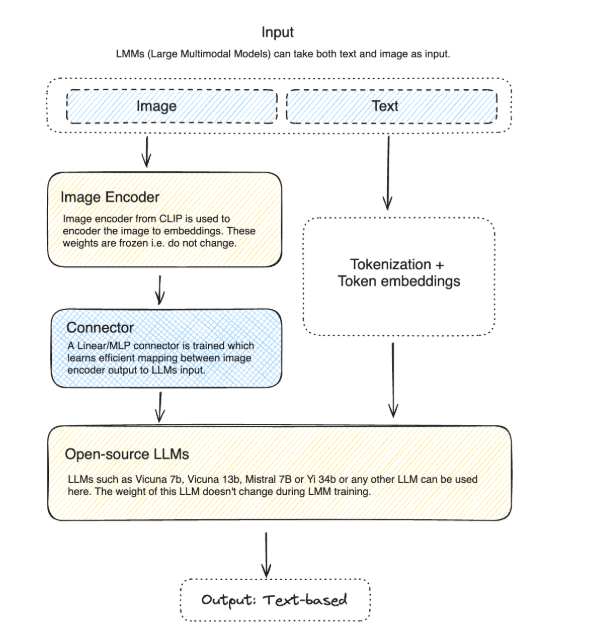 Input
LMMs (Large Multimodal Models) can take both text and image as input.
Image
Text
Image Encoder
Image encoder from CLIP is used to
encoder the image to embeddings. These
weights are frozen i.e. do not change.
Tokenization +
Token embeddings
Connector
A Linear/MLP connector is trained which
learns efficient mapping between image
encoder output to LLMs input.
Open-source LLMs
LLMs such as Vicuna 7b, Vicuna 13b, Mistral 7B or Yi 34b or any other LLM can be used
here. The weight of this LLM doesn't change during LMM training.
Output: Text-based